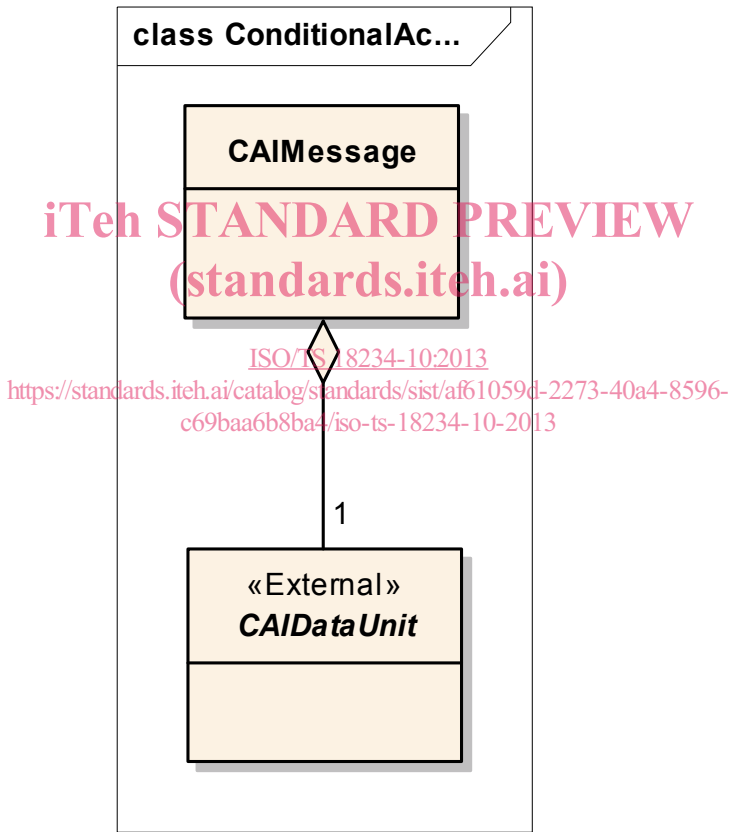 class ConditionalAc...
CAIMessage
iTeh STANDARD PREVIEW
(standards.iteh.ai)
ISO/TS 18234-10:2013
https://standards.iteh.ai/catalog/standards/sist/af61059d-2273-40a4-8596-
c69baa6b8ba4/iso-ts-18234-10-2013
1
«External»
CAIDataUnit